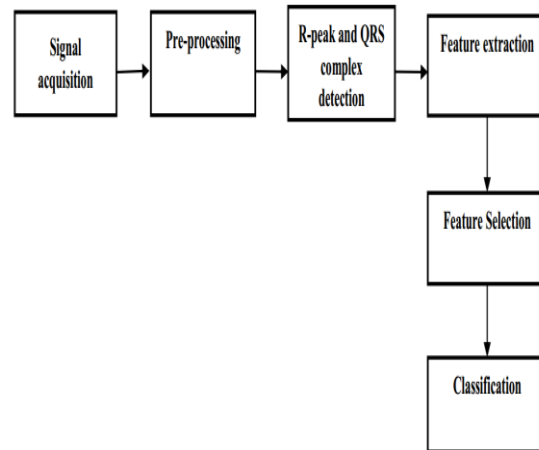 Signal
acquisition
Pre-processing
R-peak and QRS
complex
detection
Feature extraction
Feature Selection
Classification